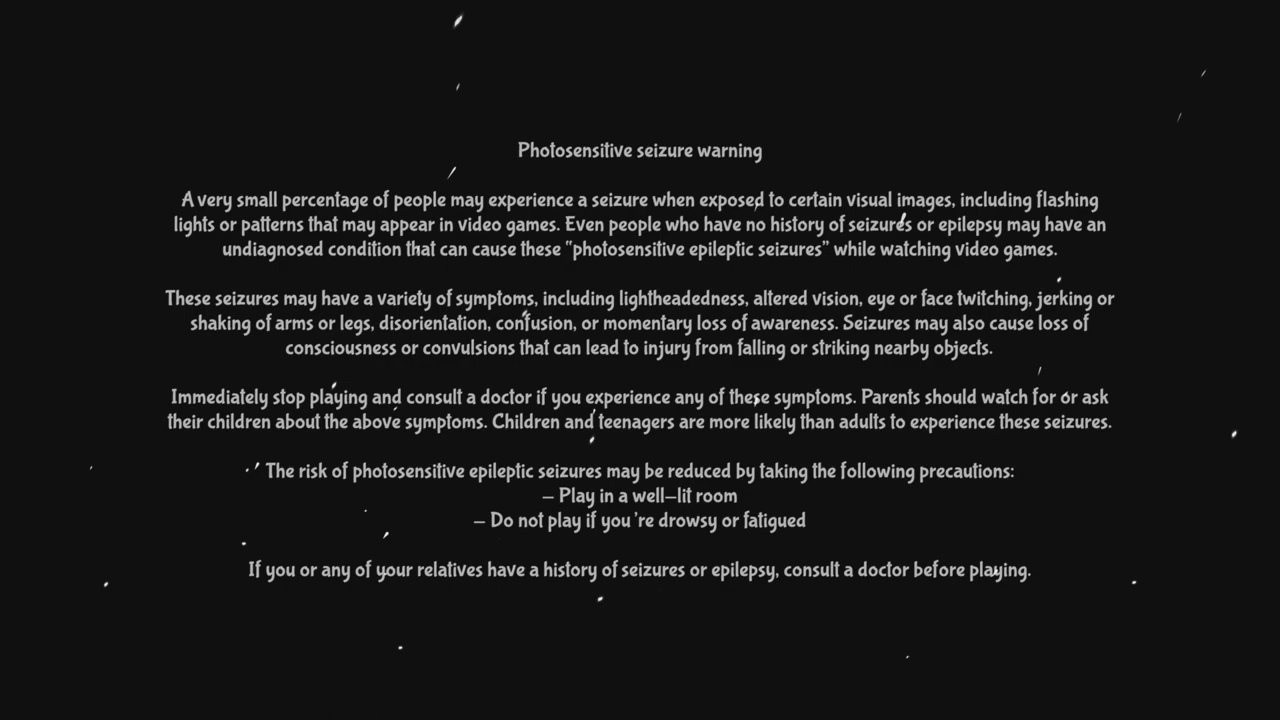 Photosensitive seizure warning
A very small percentage of people may experience a seizure when exposed to certain visual images, including flashing
lights or patterns that may appear in video games. Even people who have no history of seizures or epilepsy may have an
undiagnosed condition that can cause these "photosensitive epileptic seizures" while watching video games.
These seizures may have a variety of symptoms, including lightheadedness, altered vision, eye or face twitching, jerking or
shaking of arms or legs, disorientation, confusion, or momentary loss of awareness. Seizures may also cause loss of
consciousness or convulsions that can lead to injury from falling or striking nearby objects.
Immediately stop playing and consult a doctor if you experience any of these symptoms. Parents should watch for or ask
their children about the above symptoms. Children and teenagers are more likely than adults to experience these seizures.
The risk of photosensitive epileptic seizures may be reduced by taking the following precautions:
– Play in a well–lit room
– Do not play if you're drowsy or fatigued
If you or any of your relatives have a history of seizures or epilepsy, consult a doctor before playing.